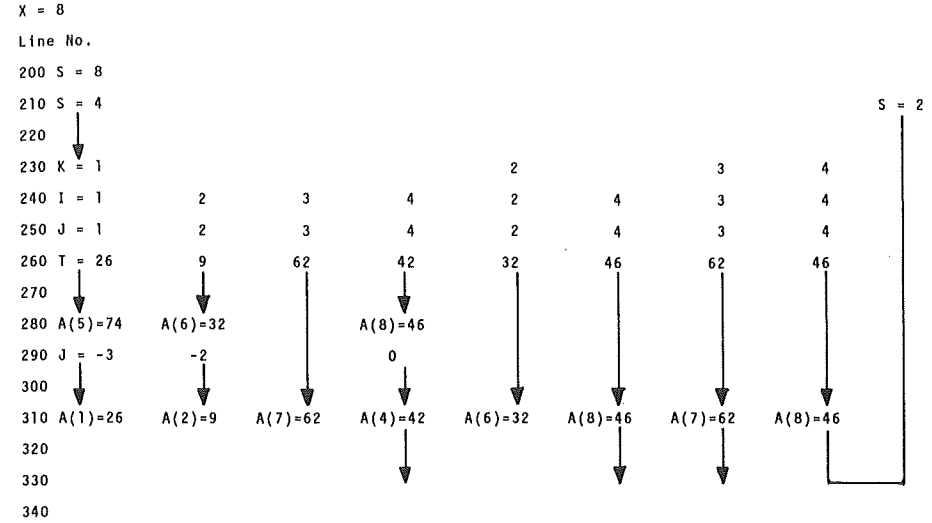 X = 8
Line No.
200 S = 8
210 S = 4 S = 2
220
230 K = 1 2 3 4
240 I = 1 2 3 4 2 4 3 4
250 J = 1 2 3 4 2 4 3 4
260 T = 26 9 62 42 32 46 62 46
270
280 A(5)=74 A(6)=32 A(8)=46
290 J = -3 -2 0
300
310 A(1)=26 A(2)=9 A(7)=62 A(4)=42 A(6)=32 A(8)=46 A(7)=62 A(8)=46
320
330
340